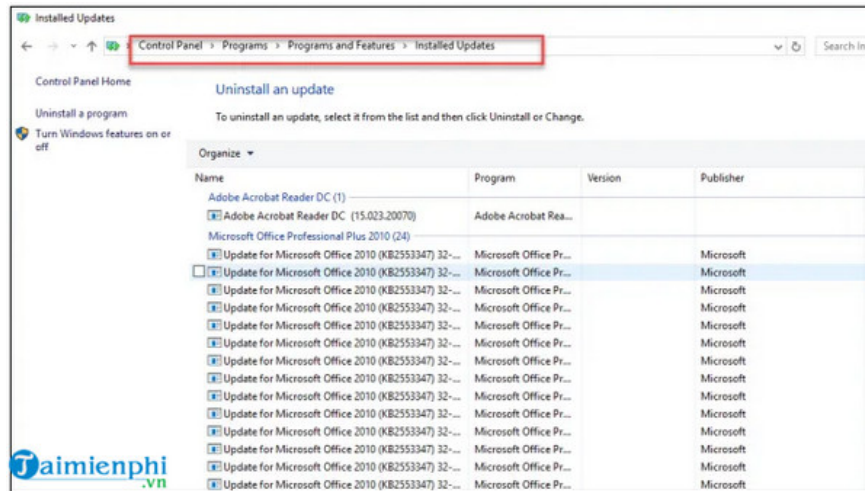 Installed Updates
Control Panel > Programs > Programs and Features > Installed Updates
Search In
Control Panel Home
Uninstall a program
Turn Windows features on or
off
Uninstall an update
To uninstall an update, select it from the list and then click Uninstall or Change.
Organize
Name Program Version Publisher
Adobe Acrobat Reader DC (1)
Adobe Acrobat Reader DC (15.023.20070) Adobe Acrobat Rea...
Microsoft Office Professional Plus 2010 (24)
Update for Microsoft Office 2010 (KB2553347) 32-... Microsoft Office Pr... Microsoft
Update for Microsoft Office 2010 (KB2553347) 32-... Microsoft Office Pr... Microsoft
Update for Microsoft Office 2010 (KB2553347) 32-... Microsoft Office Pr... Microsoft
Update for Microsoft Office 2010 (KB2553347) 32-... Microsoft Office Pr... Microsoft
Update for Microsoft Office 2010 (KB2553347) 32-... Microsoft Office Pr... Microsoft
Update for Microsoft Office 2010 (KB2553347) 32-... Microsoft Office Pr... Microsoft
Update for Microsoft Office 2010 (KB2553347) 32-... Microsoft Office Pr... Microsoft
Update for Microsoft Office 2010 (KB2553347) 32-... Microsoft Office Pr... Microsoft
Update for Microsoft Office 2010 (KB2553347) 32-... Microsoft Office Pr... Microsoft
Update for Microsoft Office 2010 (KB2553347) 32-... Microsoft Office Pr... Microsoft
Update for Microsoft Office 2010 (KB2553347) 32-... Microsoft Office Pr... Microsoft
Update for Microsoft Office 2010 (KB2553347) 32-... Microsoft Office Pr... Microsoft
Update for Microsoft Office 2010 (KB2553347) 32-... Microsoft Office Pr... Microsoft
Update for Microsoft Office 2010 (KB2553347) 32-... Microsoft Office Pr... Microsoft
Taimienphi
.vn